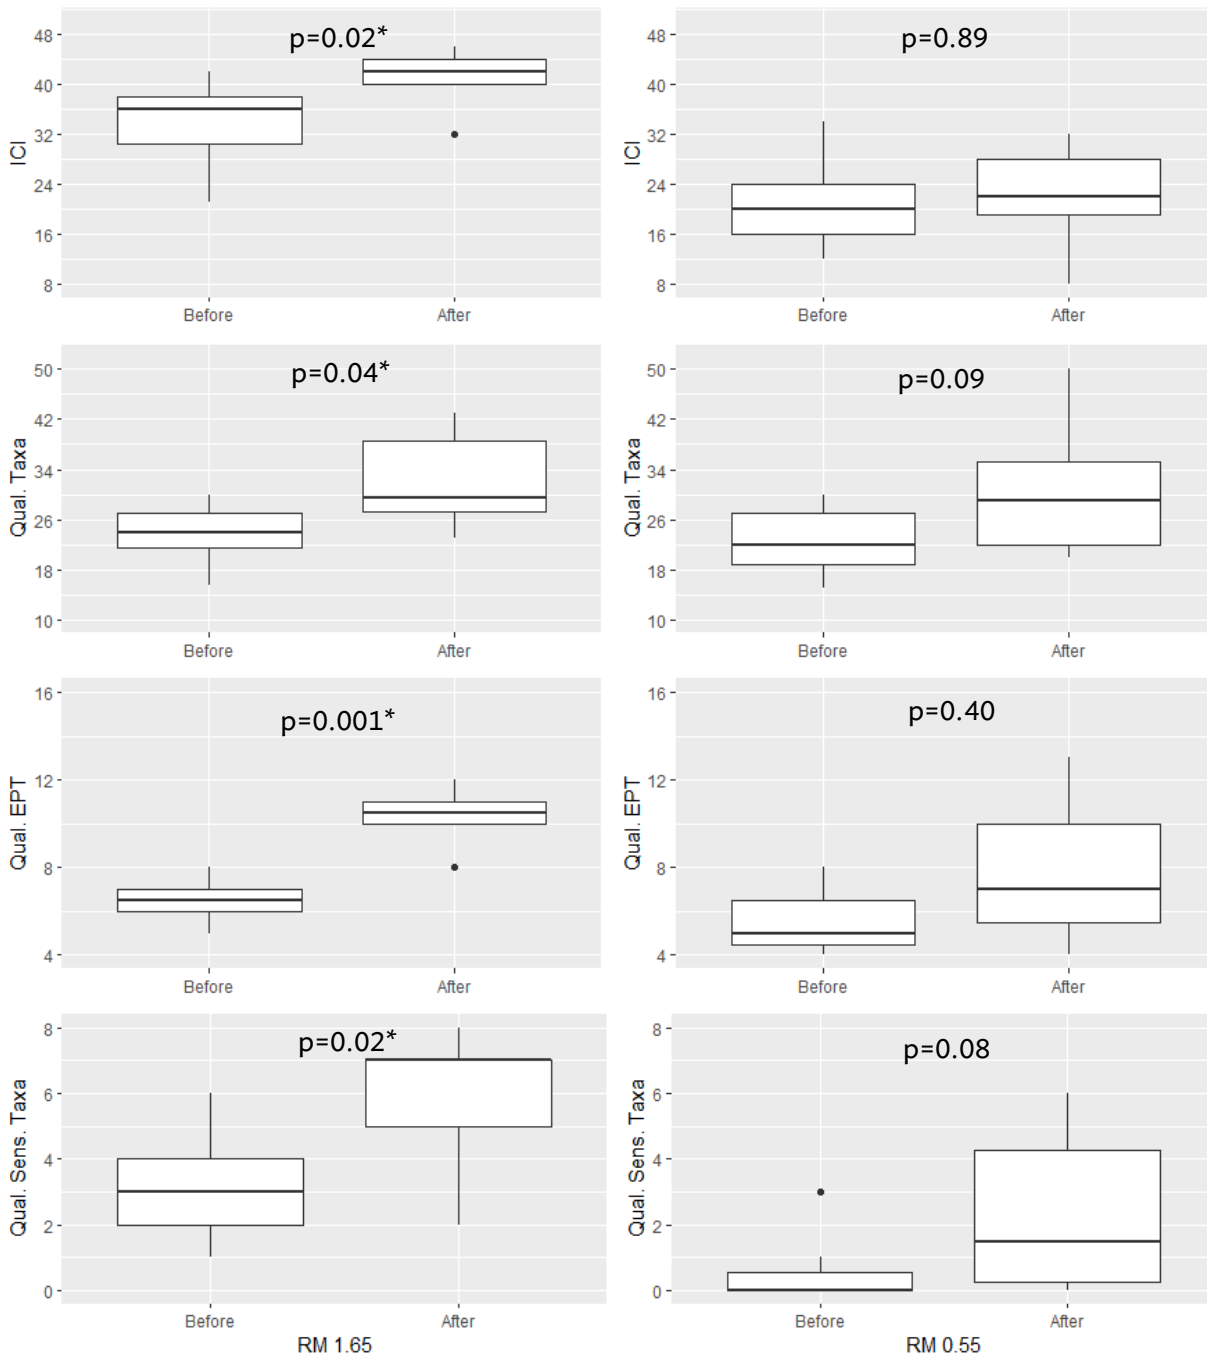 ICI
48
40
32
24
16
8
p=0.02*
Before After
ICI
48
40
32
24
16
8
p=0.89
Before After
Qual. Taxa
50
42
34
26
18
10
p=0.04*
Before After
Qual. Taxa
50
42
34
26
18
10
p=0.09
Before After
Qual. EPT
16
12
8
4
p=0.001*
Before After
Qual. EPT
16
12
8
4
p=0.40
Before After
Qual. Sens. Taxa
8
6
4
2
0
p=0.02*
Before After
RM 1.65
Qual. Sens. Taxa
8
6
4
2
0
p=0.08
Before After
RM 0.55